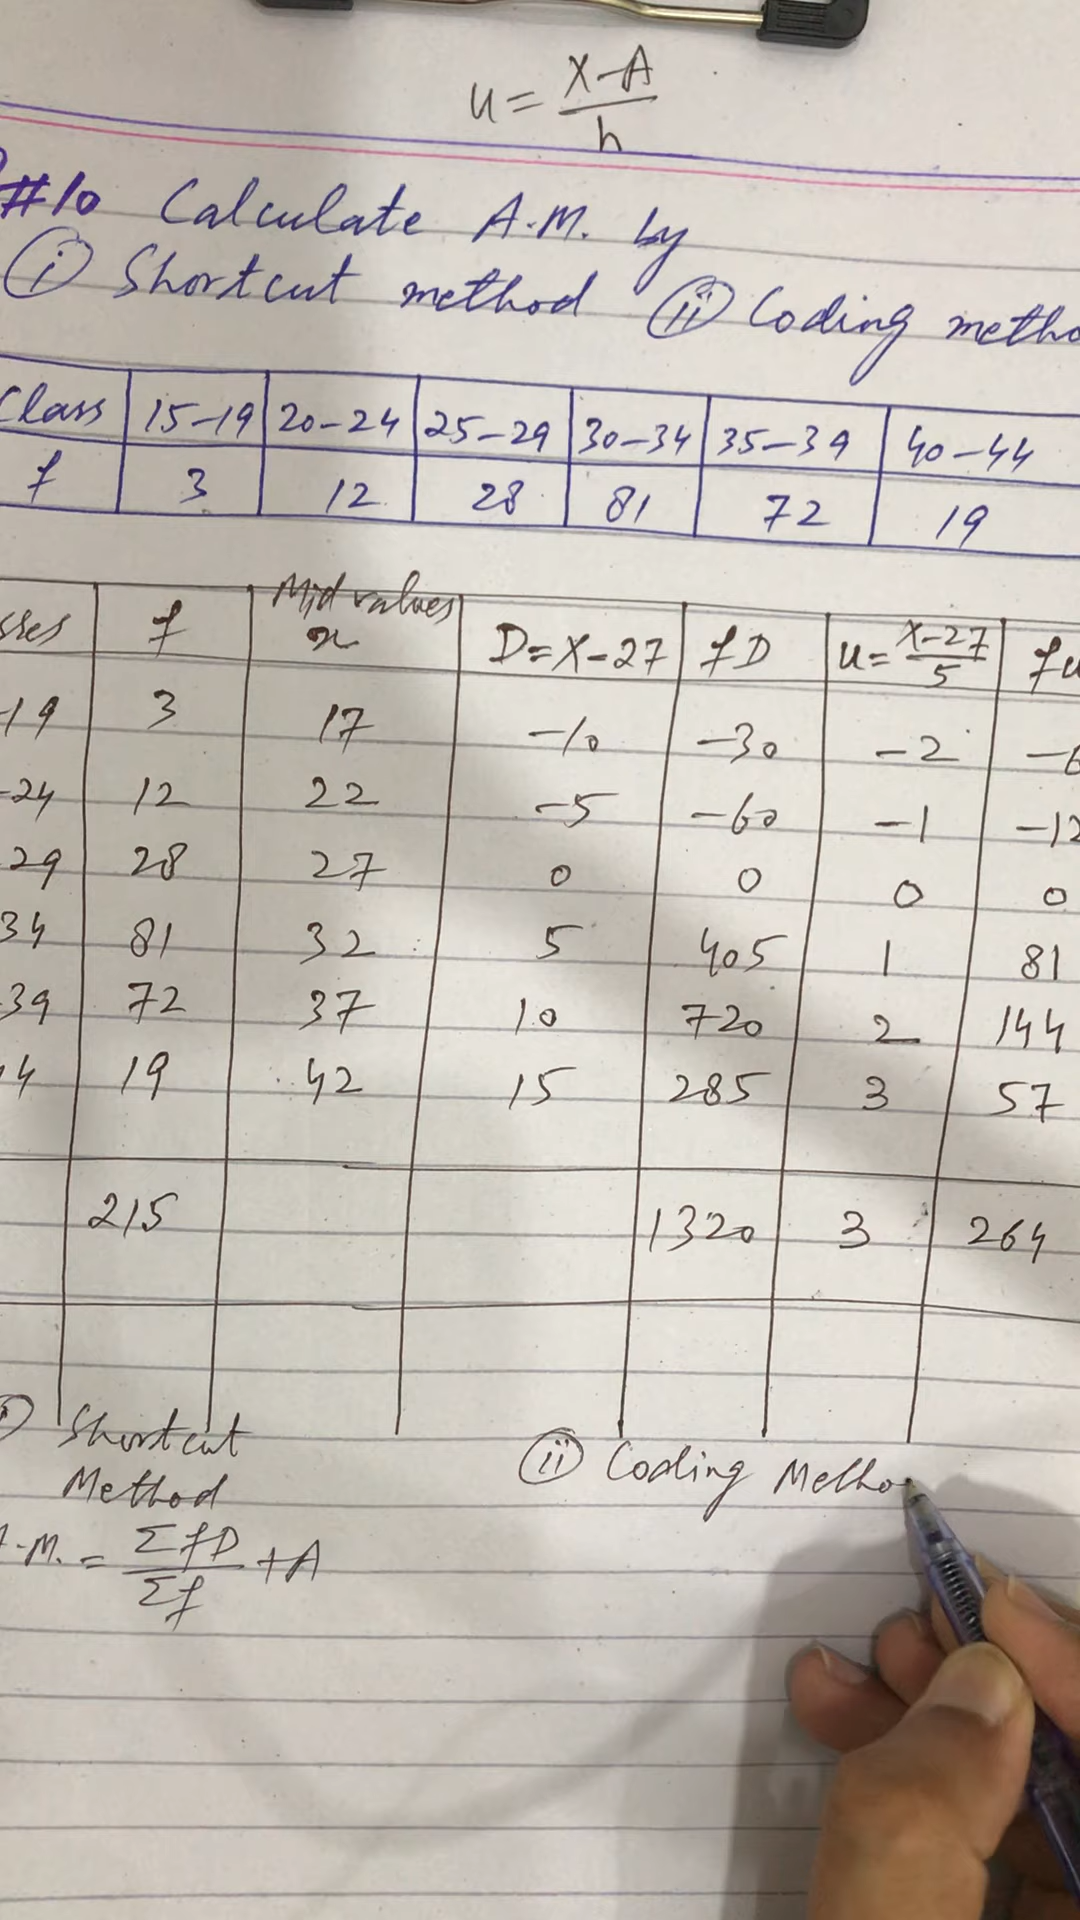 u = X-A / h
#10 Calculate A.M. by
(i) Shortcut method (ii) Coding metho
Class 15-19 20-24 25-29 30-34 35-39 40-44
f 3 12 28 81 72 19
sses f Mid values x D=X-27 fD u= X-27 / 5 fu
-19 3 17 -10 -30 -2 -6
-24 12 22 -5 -60 -1 -12
29 28 27 0 0 0 0
34 81 32 5 405 1 81
39 72 37 10 720 2 144
4 19 42 15 285 3 57
215 1320 3 264
(i) Shortcut
Method
(ii) Coding Metho
A.M. = ΣfD / Σf + A